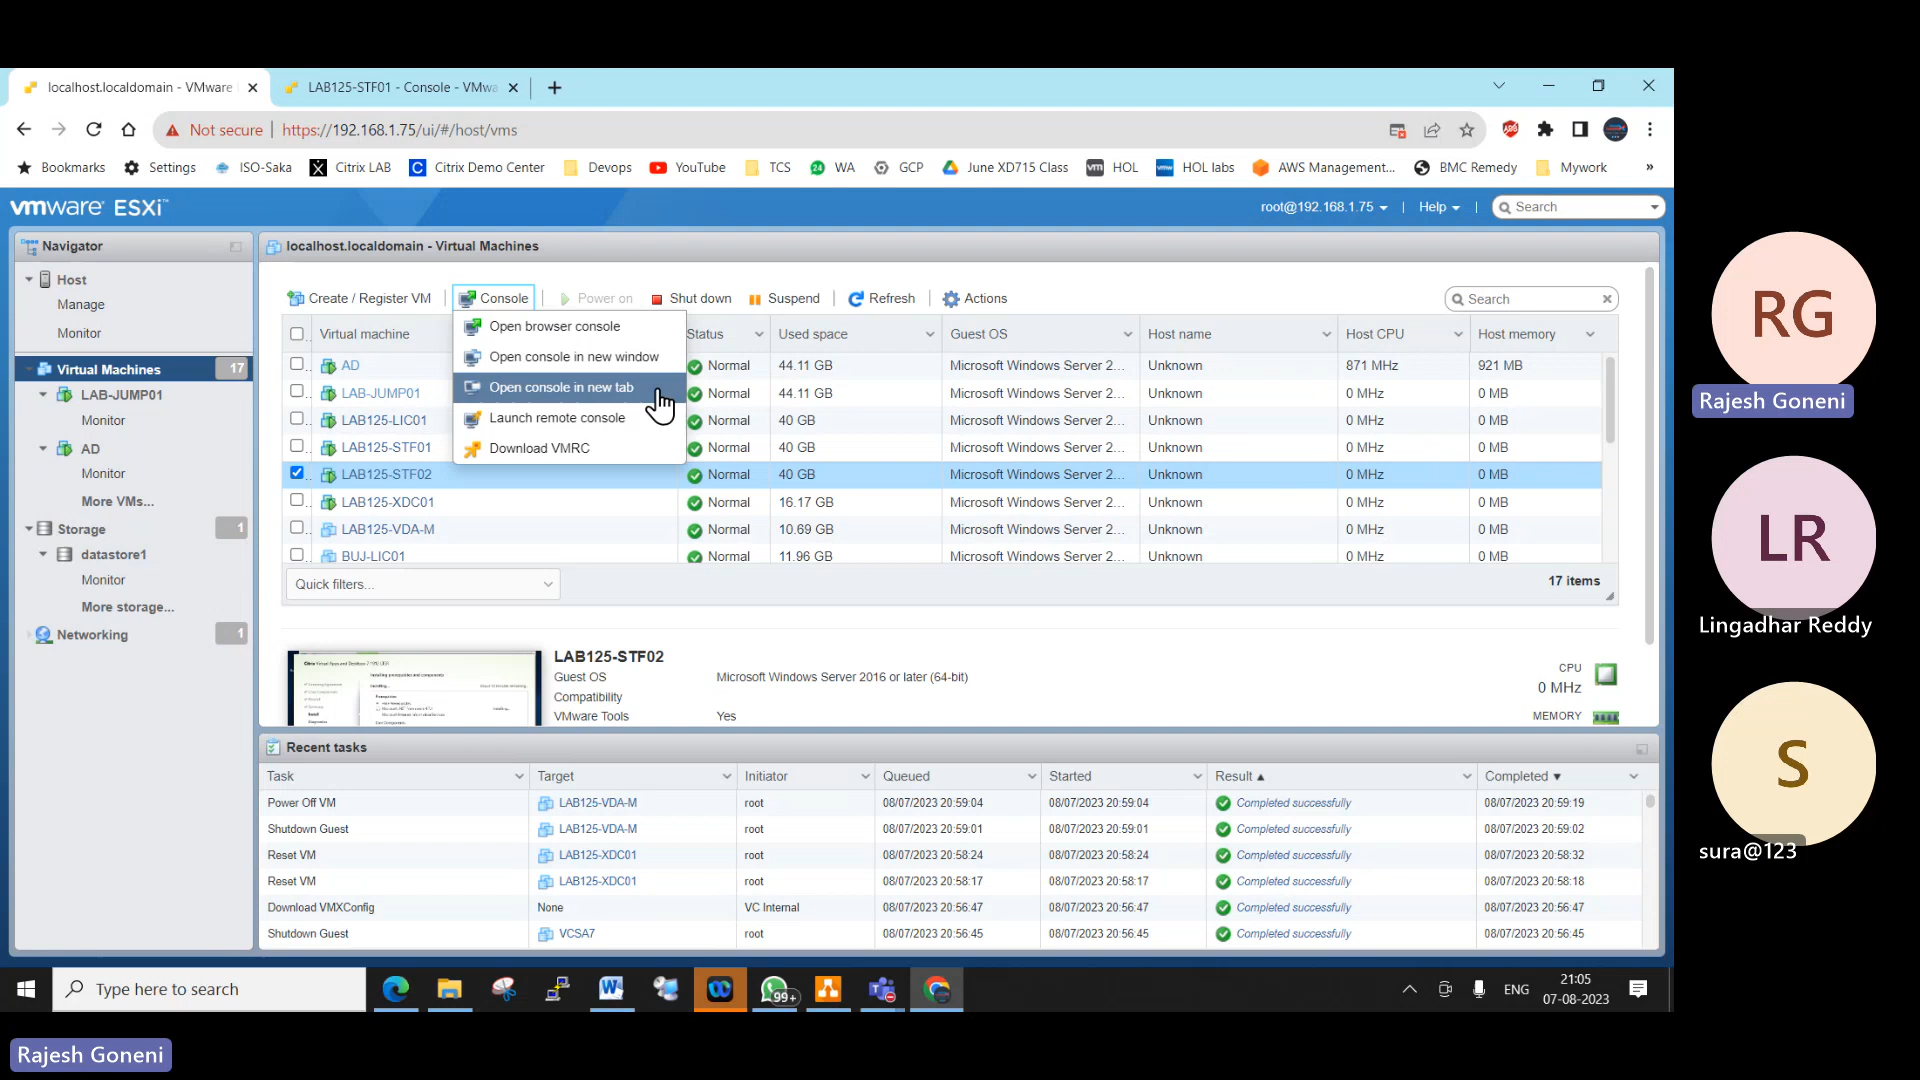 localhost.localdomain - VMware
LAB125-STF01 - Console - VMwa
Not secure
https://192.168.1.75/ui/#/host/vms
Bookmarks
Settings
ISO-Saka
Citrix LAB
Citrix Demo Center
Devops
YouTube
TCS
WA
GCP
June XD715 Class
HOL
HOL labs
AWS Management...
BMC Remedy
Mywork
»
vmware ESXi™
root@192.168.1.75
Help
Search
Navigator
Host
Manage
Monitor
Virtual Machines 17
LAB-JUMP01
Monitor
AD
Monitor
More VMs...
Storage 1
datastore1
Monitor
More storage...
Networking 1
localhost.localdomain - Virtual Machines
Create / Register VM
Console
Power on
Shut down
Suspend
Refresh
Actions
Search
Open browser console
Open console in new window
Open console in new tab
Launch remote console
Download VMRC
Virtual machine Status Used space Guest OS Host name Host CPU Host memory
AD Normal 44.11 GB Microsoft Windows Server 2... Unknown 871 MHz 921 MB
LAB-JUMP01 Normal 44.11 GB Microsoft Windows Server 2... Unknown 0 MHz 0 MB
LAB125-LIC01 Normal 40 GB Microsoft Windows Server 2... Unknown 0 MHz 0 MB
LAB125-STF01 Normal 40 GB Microsoft Windows Server 2... Unknown 0 MHz 0 MB
LAB125-STF02 Normal 40 GB Microsoft Windows Server 2... Unknown 0 MHz 0 MB
LAB125-XDC01 Normal 16.17 GB Microsoft Windows Server 2... Unknown 0 MHz 0 MB
LAB125-VDA-M Normal 10.69 GB Microsoft Windows Server 2... Unknown 0 MHz 0 MB
BUJ-LIC01 Normal 11.96 GB Microsoft Windows Server 2... Unknown 0 MHz 0 MB
Quick filters...
17 items
LAB125-STF02
Guest OS Microsoft Windows Server 2016 or later (64-bit)
Compatibility
VMware Tools Yes
CPU
0 MHz
MEMORY
Recent tasks
Task Target Initiator Queued Started Result Completed
Power Off VM LAB125-VDA-M root 08/07/2023 20:59:04 08/07/2023 20:59:04 Completed successfully 08/07/2023 20:59:19
Shutdown Guest LAB125-VDA-M root 08/07/2023 20:59:01 08/07/2023 20:59:01 Completed successfully 08/07/2023 20:59:02
Reset VM LAB125-XDC01 root 08/07/2023 20:58:24 08/07/2023 20:58:24 Completed successfully 08/07/2023 20:58:32
Reset VM LAB125-XDC01 root 08/07/2023 20:58:17 08/07/2023 20:58:17 Completed successfully 08/07/2023 20:58:18
Download VMXConfig None VC Internal 08/07/2023 20:56:47 08/07/2023 20:56:47 Completed successfully 08/07/2023 20:56:47
Shutdown Guest VCSA7 root 08/07/2023 20:56:45 08/07/2023 20:56:45 Completed successfully 08/07/2023 20:56:45
Type here to search
99+
ENG
21:05
07-08-2023
RG
Rajesh Goneni
LR
Lingadhar Reddy
S
sura@123
Rajesh Goneni